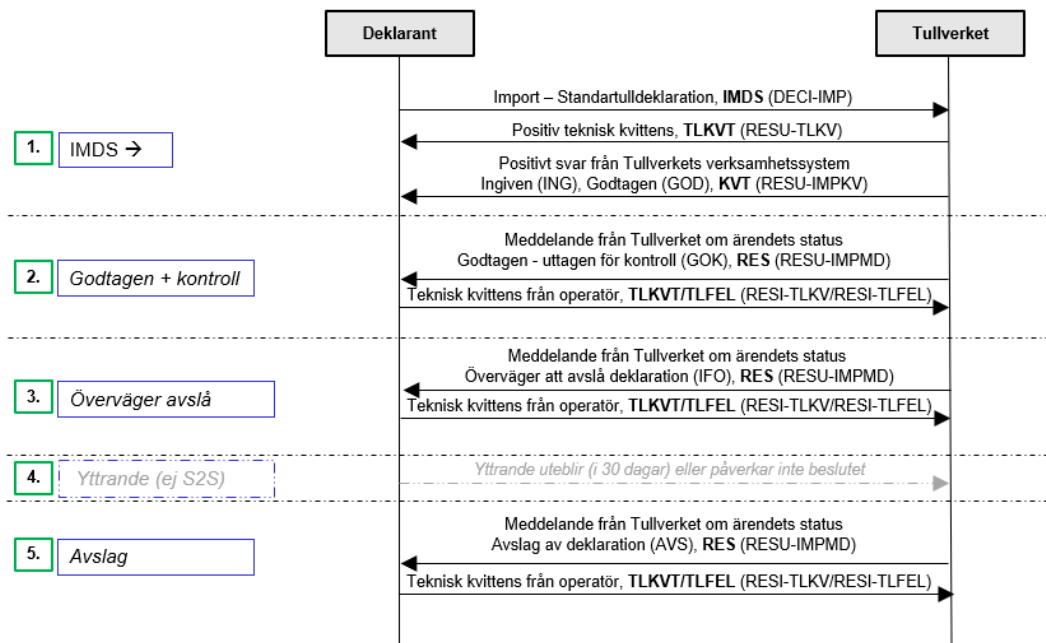 Deklarant
Tullverket
Import – Standartulldeklaration, IMDS (DECI-IMP)
Positiv teknisk kvittens, TLKVT (RESU-TLKV)
1.
IMDS →
Positivt svar från Tullverkets verksamhetssystem
Ingiven (ING), Godtagen (GOD), KVT (RESU-IMPKV)
Meddelande från Tullverket om ärendets status
2.
Godtagen + kontroll
Godtagen - uttagen för kontroll (GOK), RES (RESU-IMPMD)
Teknisk kvittens från operatör, TLKVT/TLFEL (RESI-TLKV/RESI-TLFEL)
Meddelande från Tullverket om ärendets status
3.
Överväger avslå
Överväger att avslå deklaration (IFO), RES (RESU-IMPMD)
Teknisk kvittens från operatör, TLKVT/TLFEL (RESI-TLKV/RESI-TLFEL)
4.
Yttrande (ej S2S)
Yttrande uteblir (i 30 dagar) eller påverkar inte beslutet
Meddelande från Tullverket om ärendets status
5.
Avslag
Avslag av deklaration (AVS), RES (RESU-IMPMD)
Teknisk kvittens från operatör, TLKVT/TLFEL (RESI-TLKV/RESI-TLFEL)